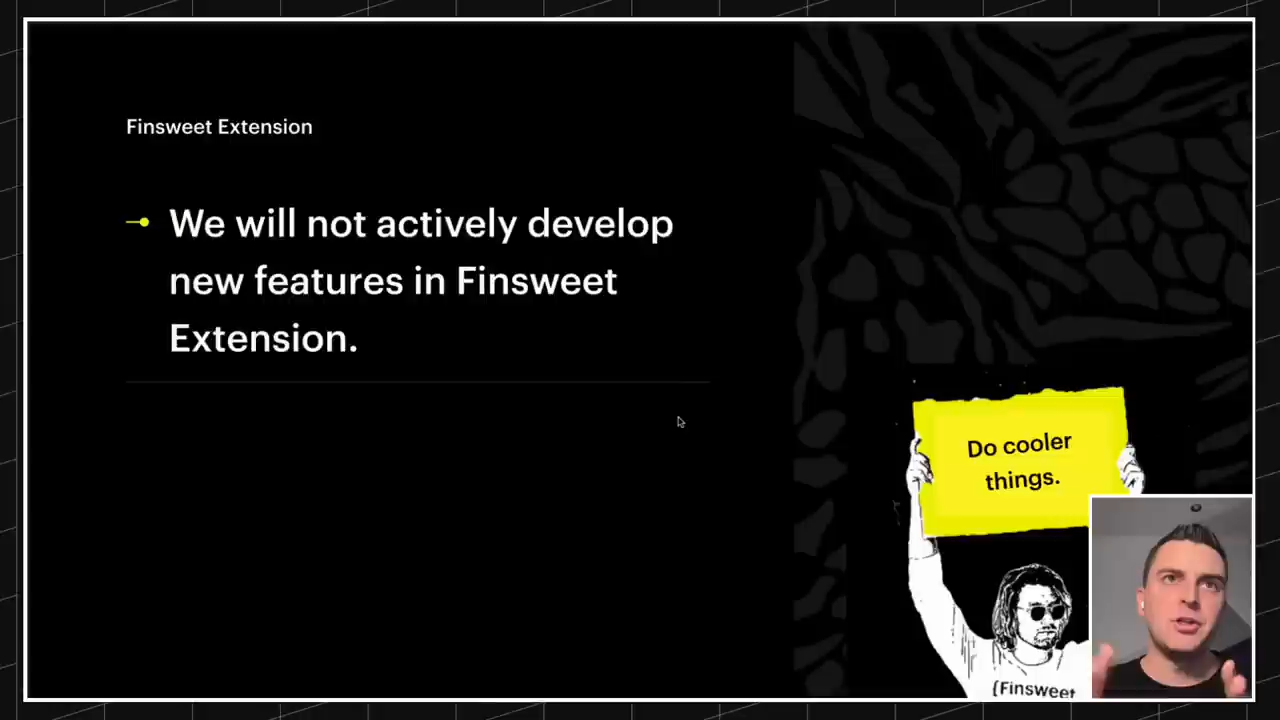 Finsweet Extension
We will not actively develop
new features in Finsweet
Extension.
Do cooler
things.
{Finsweet